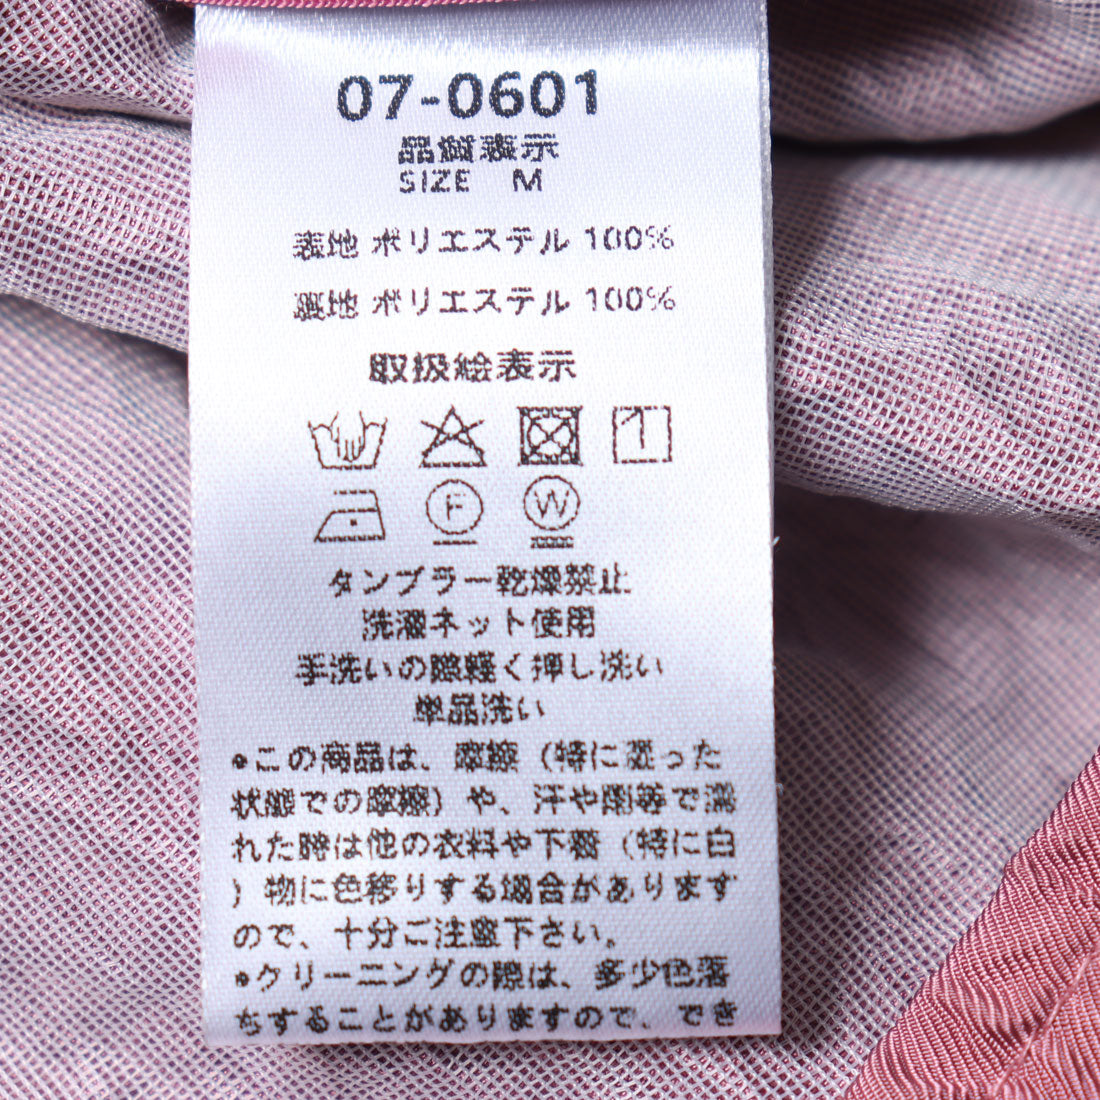 07-0601
品質表示
SIZE M
表地 ポリエステル 100%
裏地 ポリエステル 100%
取扱絵表示
1
F
W
タンブラー乾燥禁止
洗濯ネット使用
手洗いの際軽く押し洗い
単品洗い
•この商品は、摩擦（特に湿った
状態での摩擦）や、汗や雨等で濡
れた時は他の衣料や下着（特に白
）物に色移りする場合があります
ので、十分ご注意下さい。
•クリーニングの際は、多少色落
ちすることがありますので、でき